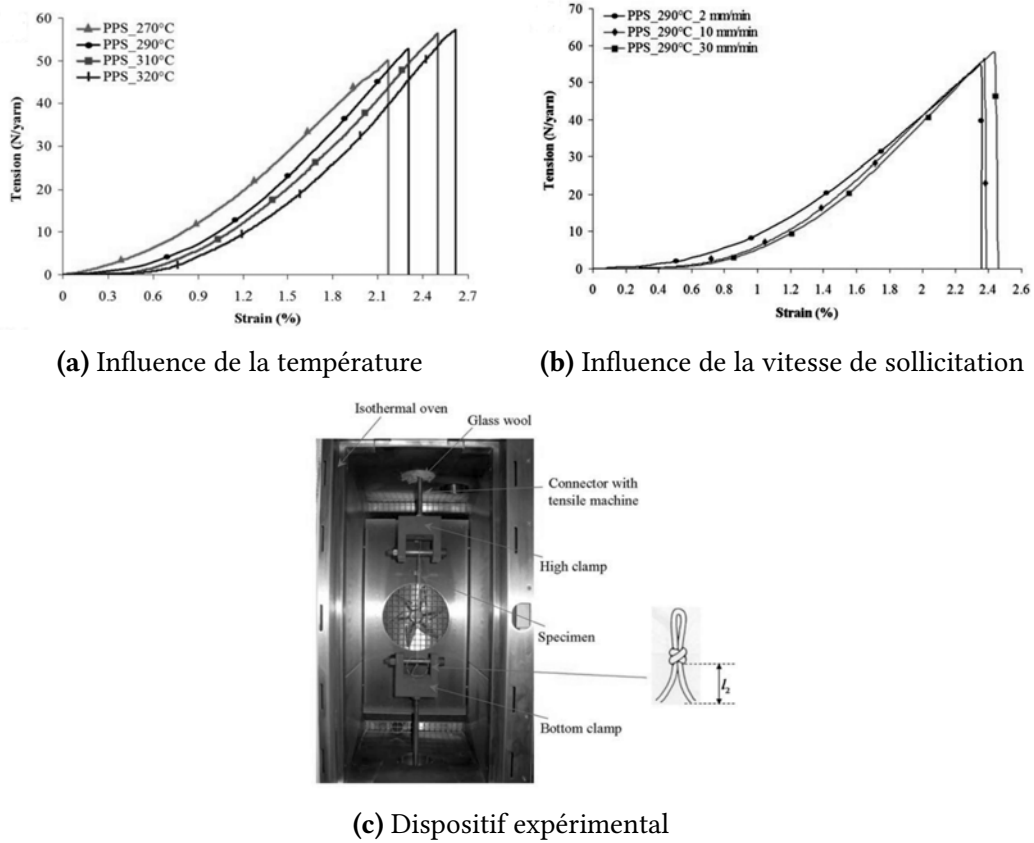 60
50
40
30
20
10
0
Tension (N/yarn)
PPS_270°C
PPS_290°C
PPS_310°C
PPS_320°C
0 0.3 0.6 0.9 1.2 1.5 1.8 2.1 2.4 2.7
Strain (%)
70
60
50
40
30
20
10
0
Tension (N/yarn)
PPS_290°C_2 mm/min
PPS_290°C_10 mm/min
PPS_290°C_30 mm/min
0 0.2 0.4 0.6 0.8 1 1.2 1.4 1.6 1.8 2 2.2 2.4 2.6
Strain (%)
(a) Influence de la température
(b) Influence de la vitesse de sollicitation
Isothermal oven
Glass wool
Connector with
tensile machine
High clamp
Specimen
l2
Bottom clamp
(c) Dispositif expérimental